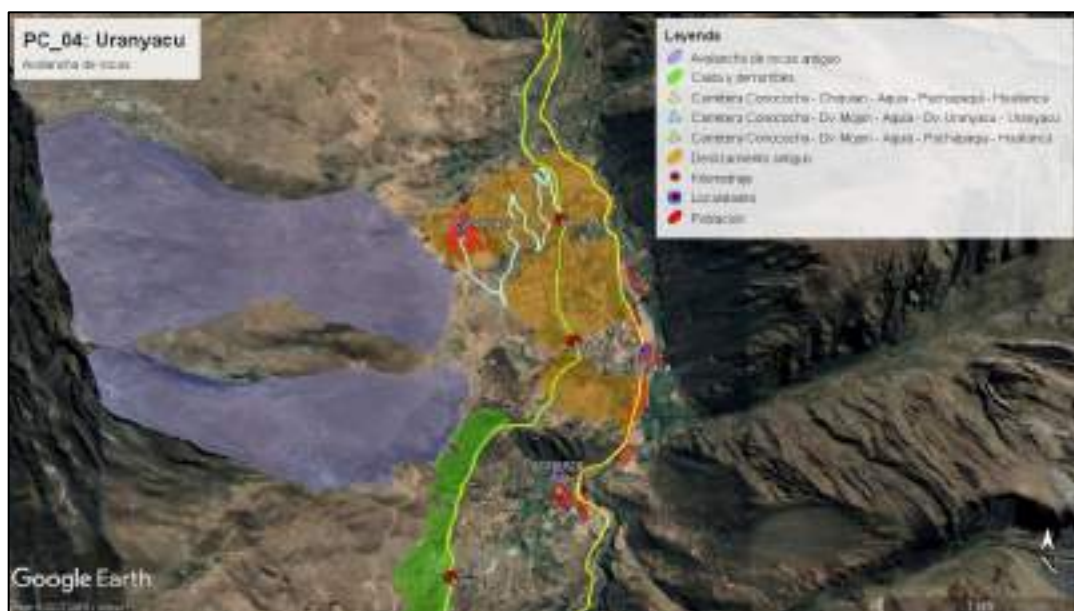 PC_04: Uranyacu
Avalancha de rocas
Leyenda
Avalancha de rocas antiguo
Caida y derrumbes
Carretera Conococha - Chiquian - Aquia - Pachapaqui - Huallanca
Carretera Conococha - Dv. Mojon - Aquia - Dv. Uranyacu - Uranyacu
Carretera Conococha - Dv. Mojon - Aquia - Pachapaqui - Huallanca
Deslizamiento antiguo
Kilometraje
Localidades
Población
Google Earth